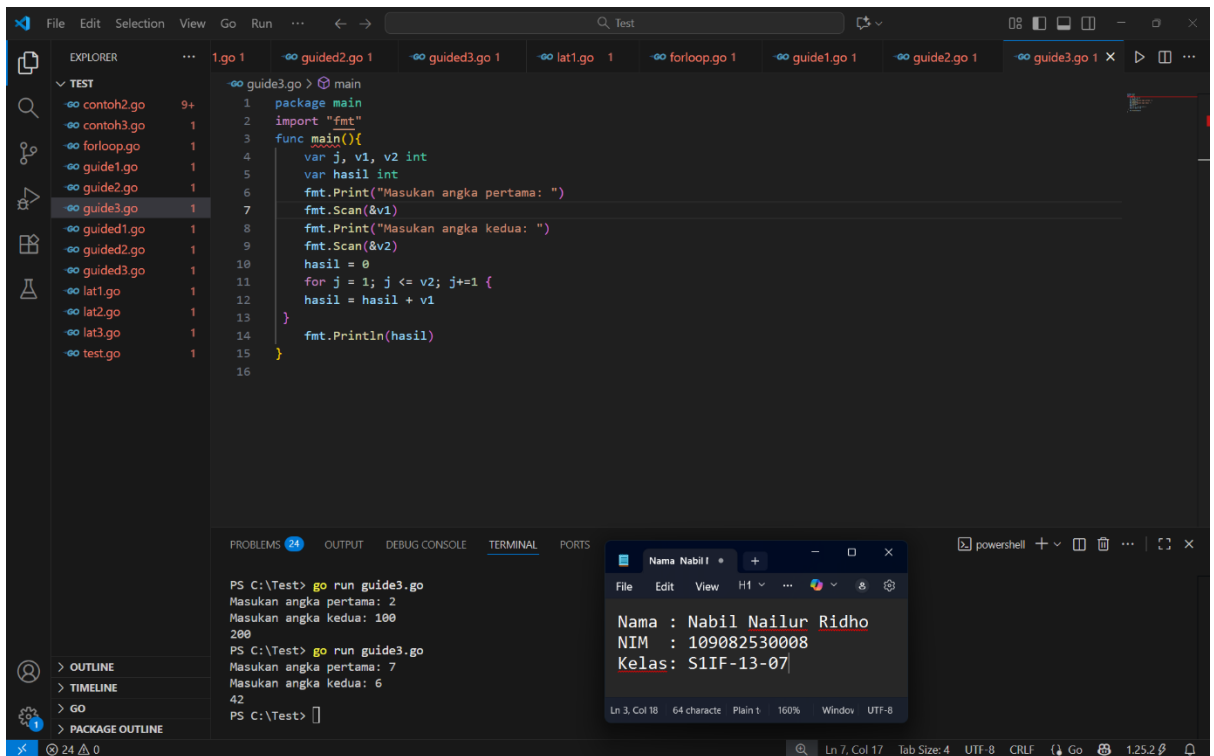 File Edit Selection View Go Run ··· Test
EXPLORER ··· 1.go 1 guided2.go 1 guided3.go 1 lat1.go 1 forloop.go 1 guide1.go 1 guide2.go 1 guide3.go 1
TEST
contoh2.go 9+
contoh3.go 1
forloop.go 1
guide1.go 1
guide2.go 1
guide3.go 1
guided1.go 1
guided2.go 1
guided3.go 1
lat1.go 1
lat2.go 1
lat3.go 1
test.go 1
OUTLINE
TIMELINE
GO
PACKAGE OUTLINE
guide3.go > main
1 package main
2 import "fmt"
3 func main(){
4 var j, v1, v2 int
5 var hasil int
6 fmt.Print("Masukan angka pertama: ")
7 fmt.Scan(&v1)
8 fmt.Print("Masukan angka kedua: ")
9 fmt.Scan(&v2)
10 hasil = 0
11 for j = 1; j <= v2; j+=1 {
12 hasil = hasil + v1
13 }
14 fmt.Println(hasil)
15 }
16
PROBLEMS 24 OUTPUT DEBUG CONSOLE TERMINAL PORTS powershell
PS C:\Test> go run guide3.go
Masukan angka pertama: 2
Masukan angka kedua: 100
200
PS C:\Test> go run guide3.go
Masukan angka pertama: 7
Masukan angka kedua: 6
42
PS C:\Test>
Nama Nabil
File Edit View H1 ···
Nama : Nabil Nailur Ridho
NIM : 109082530008
Kelas: S1IF-13-07
Ln 3, Col 18 64 characte Plain t 160% Window UTF-8
24 0 Ln 7, Col 17 Tab Size: 4 UTF-8 CRLF Go 1.25.2